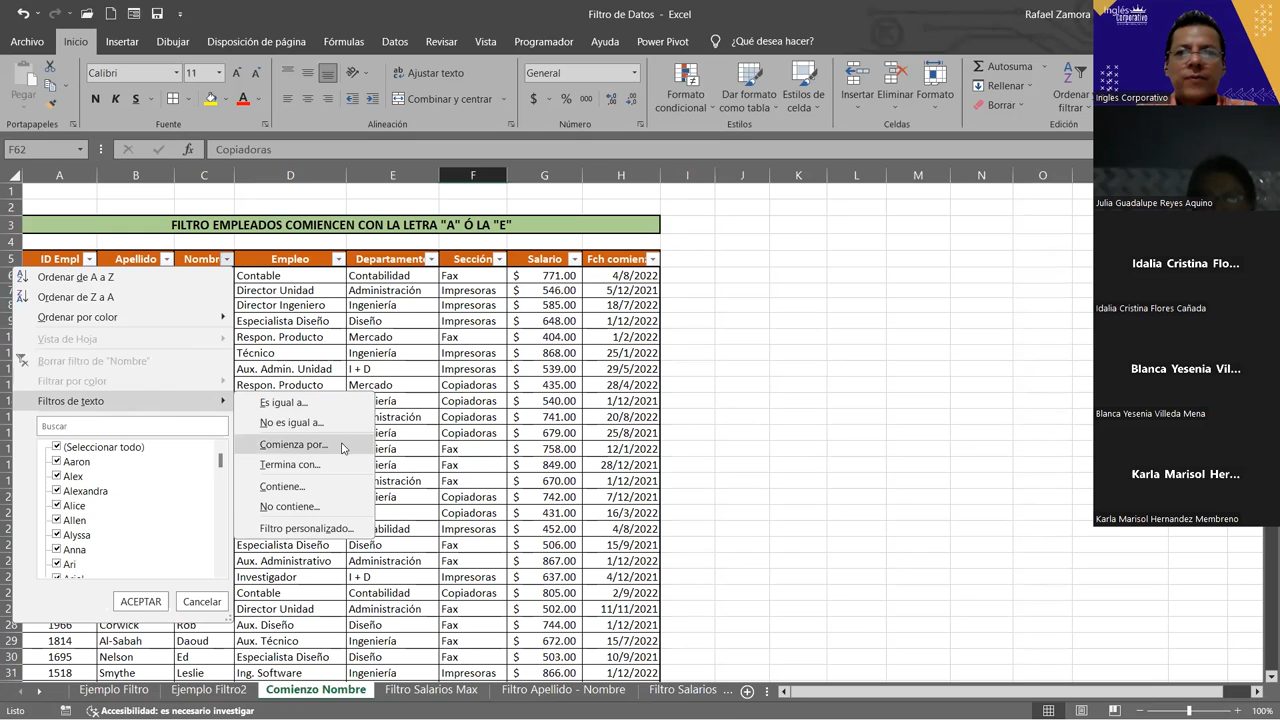 Filtro de Datos - Excel
Rafael Zamora
Archivo Inicio Insertar Dibujar Disposición de página Fórmulas Datos Revisar Vista Programador Ayuda Power Pivot ¿Qué desea hacer?
Pegar
Calibri 11
N K S
Ajustar texto
Combinar y centrar
General
$ % 000
Formato condicional
Dar formato como tabla
Estilos de celda
Insertar Eliminar Formato
Autosuma
Rellenar
Borrar
Ordenar filtrar
Portapapeles Fuente Alineación Número Estilos Celdas Edición
F62 fx Copiadoras
A B C D E F G H I J K L M N O
1
2
3 FILTRO EMPLEADOS COMIENCEN CON LA LETRA "A" Ó LA "E"
4
5 ID Empl Apellido Nombr Empleo Departamento Sección Salario Fch comien
Contable Contabilidad Fax $ 771.00 4/8/2022
Director Unidad Administración Impresoras $ 546.00 5/12/2021
Director Ingeniero Ingeniería Impresoras $ 585.00 18/7/2022
Especialista Diseño Diseño Impresoras $ 648.00 1/12/2022
Respon. Producto Mercado Fax $ 404.00 1/2/2022
Técnico Ingeniería Impresoras $ 868.00 25/1/2022
Aux. Admin. Unidad I + D Impresoras $ 539.00 29/5/2022
Respon. Producto Mercado Copiadoras $ 435.00 28/4/2022
Copiadoras $ 540.00 16/3/2022
Copiadoras $ 741.00 20/8/2022
Copiadoras $ 679.00 25/8/2021
Fax $ 758.00 12/1/2022
Fax $ 849.00 28/12/2021
Fax $ 670.00 1/12/2021
Copiadoras $ 742.00 7/12/2021
Copiadoras $ 431.00 16/3/2022
Impresoras $ 452.00 4/8/2022
Especialista Diseño Diseño Fax $ 506.00 15/9/2021
Aux. Administrativo Ingeniería Fax $ 867.00 1/12/2021
Investigador I + D Impresoras $ 637.00 4/12/2021
Contable Contabilidad Copiadoras $ 805.00 2/9/2022
Director Unidad Administración Fax $ 502.00 11/11/2021
28 1966 Corwick Rob Aux. Diseño Diseño Fax $ 744.00 1/12/2021
29 1814 Al-Sabah Daoud Aux. Técnico Ingeniería Fax $ 672.00 15/7/2022
30 1695 Nelson Ed Especialista Diseño Diseño Fax $ 503.00 10/9/2021
31 1518 Smythe Leslie Ing. Software Ingeniería Fax $ 866.00 1/12/2021
Ordenar de A a Z
Ordenar de Z a A
Ordenar por color
Vista de Hoja
Borrar filtro de "Nombre"
Filtrar por color
Filtros de texto
Buscar
(Seleccionar todo)
Aaron
Alex
Alexandra
Alice
Allen
Alyssa
Anna
Ari
ACEPTAR Cancelar
Es igual a...
No es igual a...
Comienza por...
Termina con...
Contiene...
No contiene...
Filtro personalizado...
Ejemplo Filtro Ejemplo Filtro2 Comienzo Nombre Filtro Salarios Max Filtro Apellido - Nombre Filtro Salarios ...
Listo Accesibilidad: es necesario investigar 100%
Inglés Corporativo
Ingles Corporativo
Julia Guadalupe Reyes Aquino
Idalia Cristina Flo...
Idalia Cristina Flores Cañada
Blanca Yesenia Vil...
Blanca Yesenia Villeda Mena
Karla Marisol Her...
Karla Marisol Hernandez Membreno